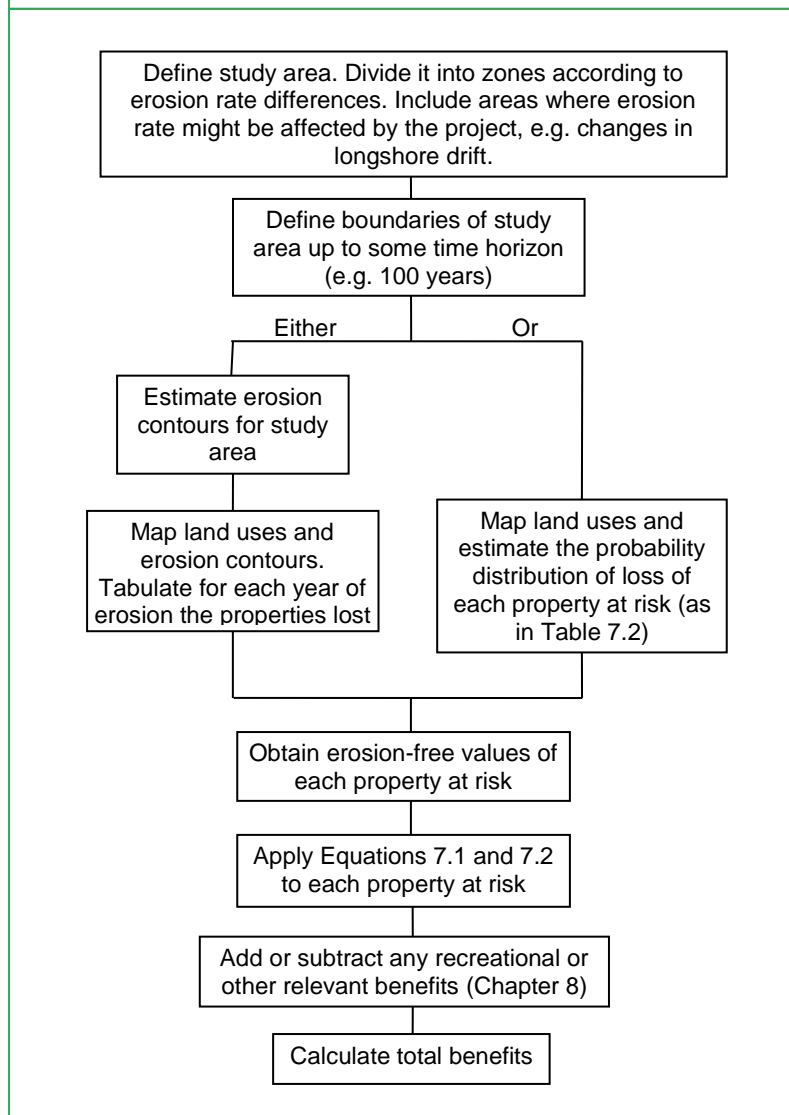 Define study area. Divide it into zones according to
erosion rate differences. Include areas where erosion
rate might be affected by the project, e.g. changes in
longshore drift.
Define boundaries of study
area up to some time horizon
(e.g. 100 years)
Either
Or
Estimate erosion
contours for study
area
Map land uses and
erosion contours.
Tabulate for each year of
erosion the properties lost
Map land uses and
estimate the probability
distribution of loss of
each property at risk (as
in Table 7.2)
Obtain erosion-free values of
each property at risk
Apply Equations 7.1 and 7.2
to each property at risk
Add or subtract any recreational or
other relevant benefits (Chapter 8)
Calculate total benefits